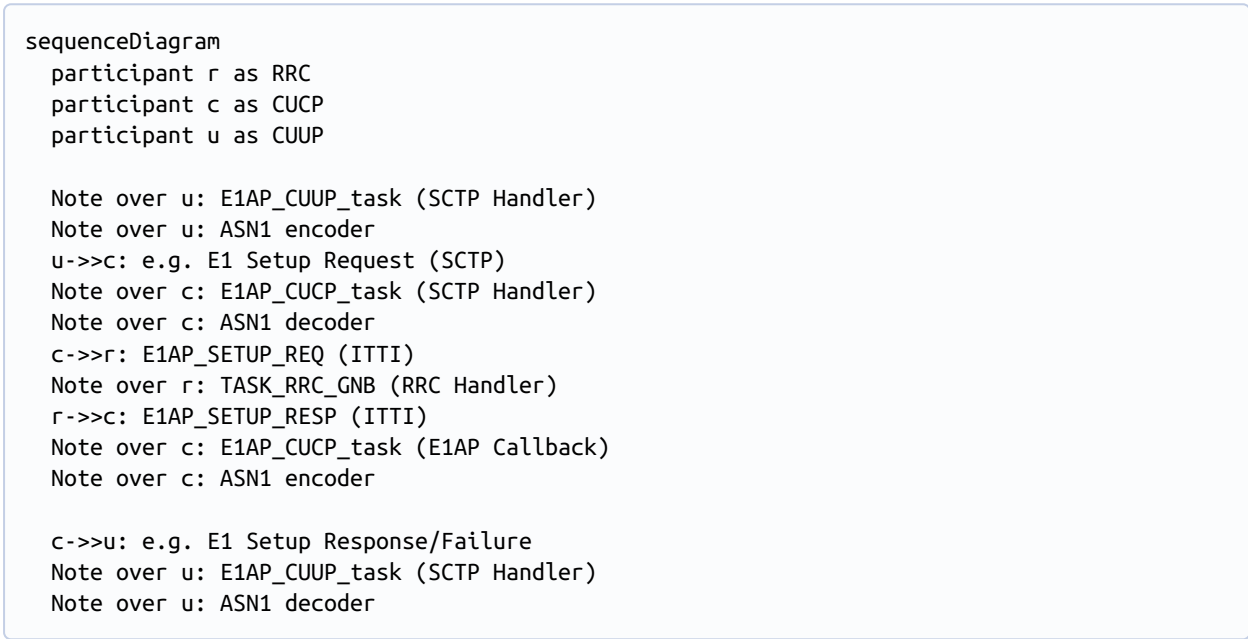 sequenceDiagram
  participant r as RRC
  participant c as CUCP
  participant u as CUUP

  Note over u: E1AP_CUUP_task (SCTP Handler)
  Note over u: ASN1 encoder
  u->>c: e.g. E1 Setup Request (SCTP)
  Note over c: E1AP_CUCP_task (SCTP Handler)
  Note over c: ASN1 decoder
  c->>r: E1AP_SETUP_REQ (ITTI)
  Note over r: TASK_RRC_GNB (RRC Handler)
  r->>c: E1AP_SETUP_RESP (ITTI)
  Note over c: E1AP_CUCP_task (E1AP Callback)
  Note over c: ASN1 encoder

  c->>u: e.g. E1 Setup Response/Failure
  Note over u: E1AP_CUUP_task (SCTP Handler)
  Note over u: ASN1 decoder